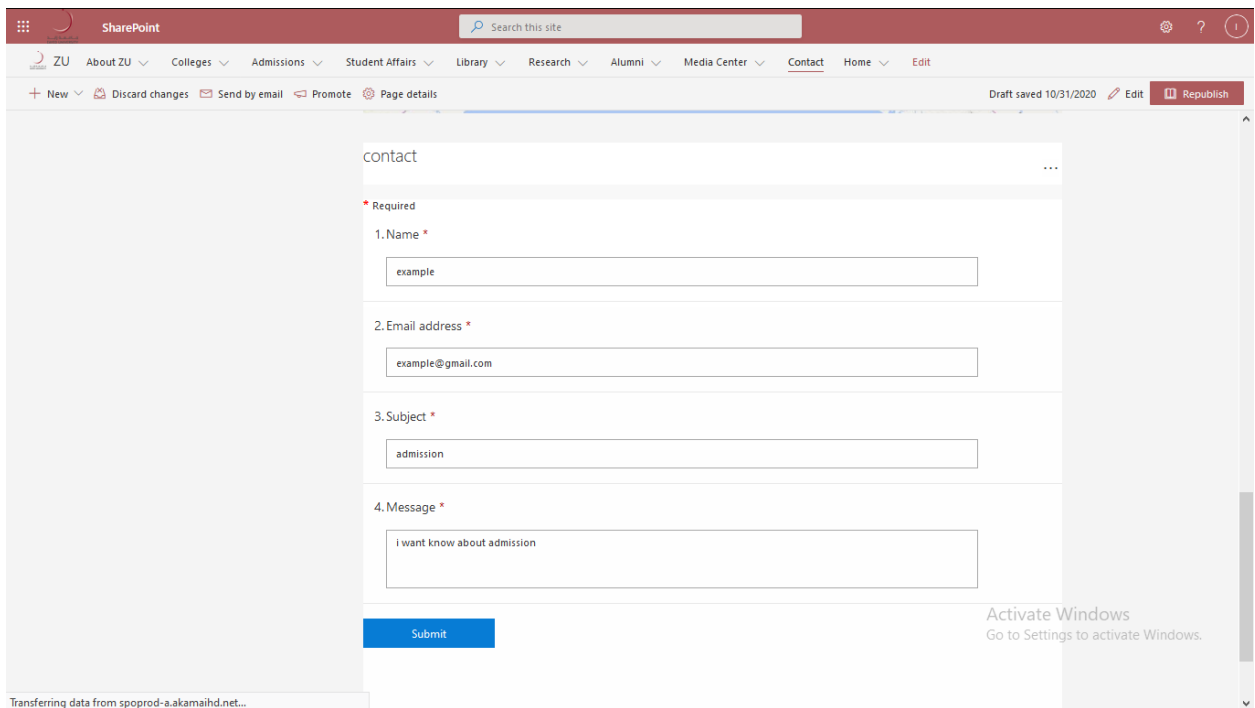 SharePoint
Search this site
?
I
ZU
About ZU
Colleges
Admissions
Student Affairs
Library
Research
Alumni
Media Center
Contact
Home
Edit
New
Discard changes
Send by email
Promote
Page details
Draft saved 10/31/2020
Edit
Republish
contact
...
* Required
1. Name *
example
2. Email address *
example@gmail.com
3. Subject *
admission
4. Message *
i want know about admission
Submit
Activate Windows
Go to Settings to activate Windows.
Transferring data from spoprod-a.akamaihd.net...